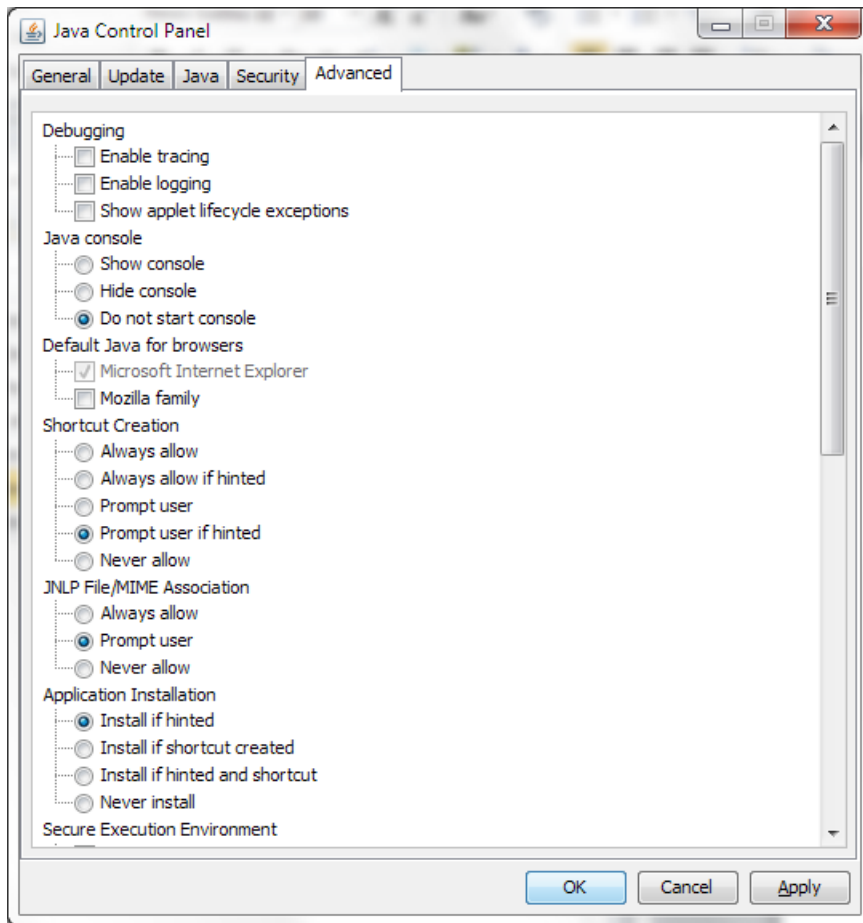 Java Control Panel
General Update Java Security Advanced
Debugging
Enable tracing
Enable logging
Show applet lifecycle exceptions
Java console
Show console
Hide console
Do not start console
Default Java for browsers
Microsoft Internet Explorer
Mozilla family
Shortcut Creation
Always allow
Always allow if hinted
Prompt user
Prompt user if hinted
Never allow
JNLP File/MIME Association
Always allow
Prompt user
Never allow
Application Installation
Install if hinted
Install if shortcut created
Install if hinted and shortcut
Never install
Secure Execution Environment
OK Cancel Apply